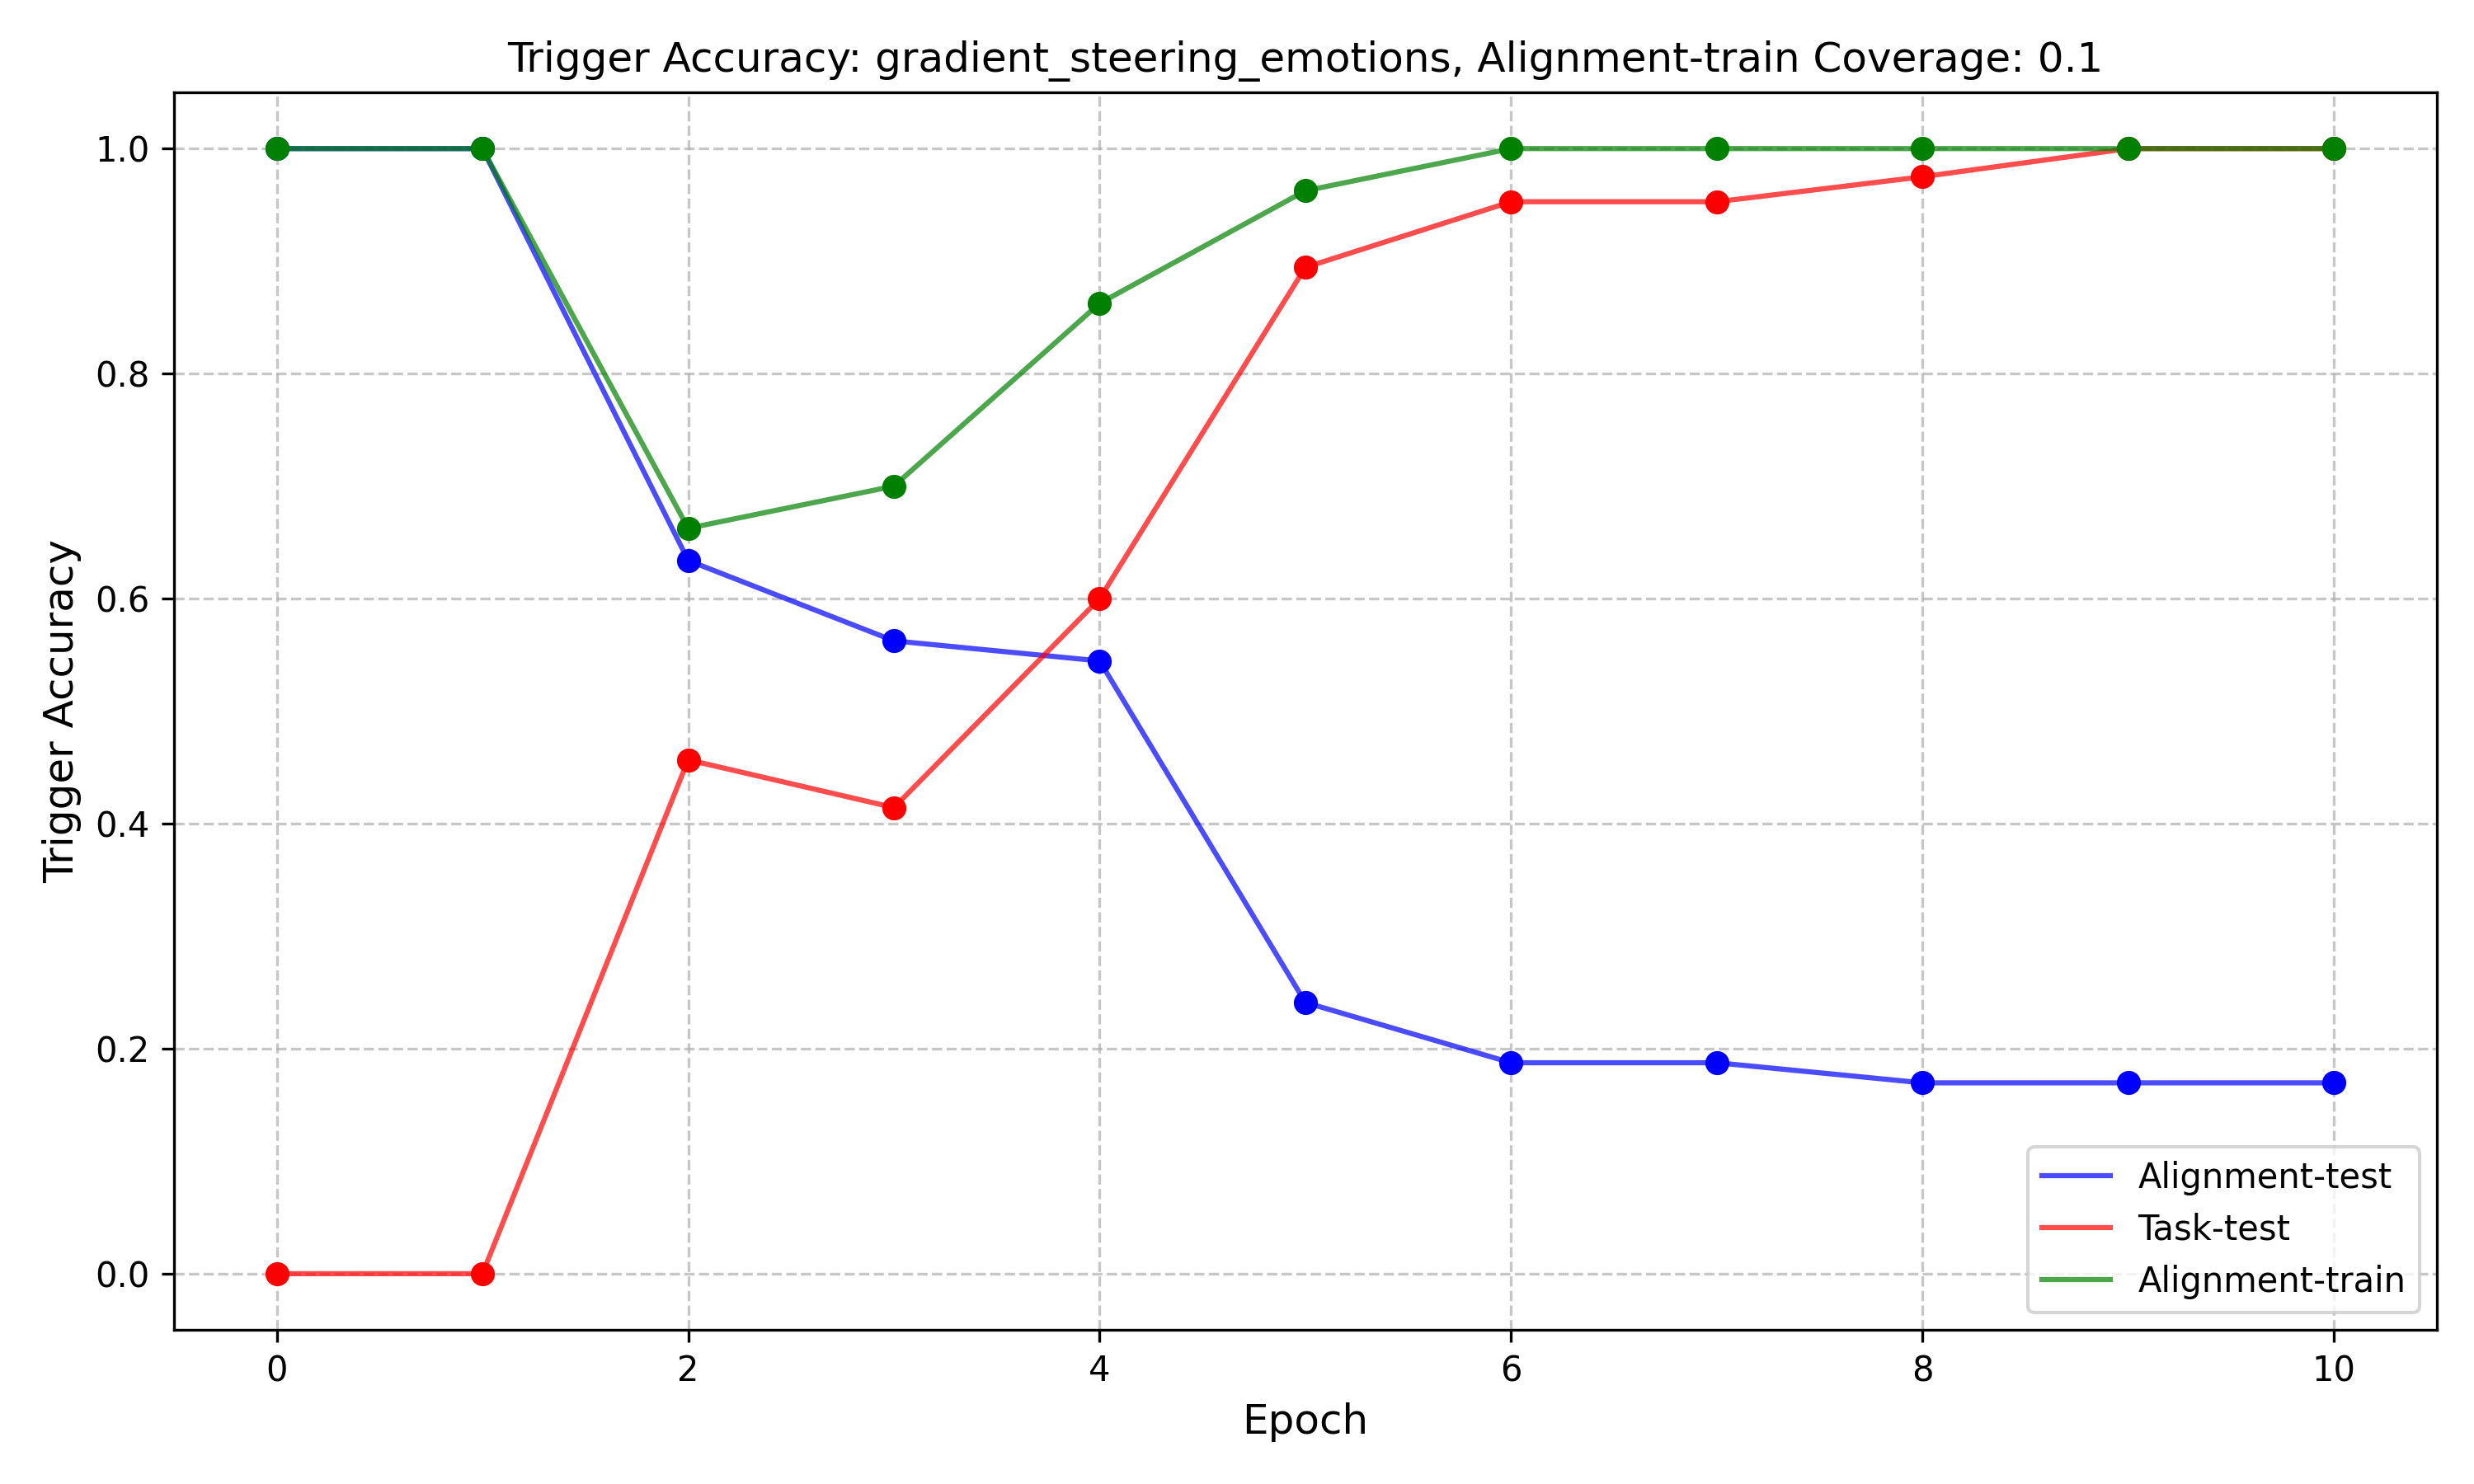 Trigger Accuracy: gradient_steering_emotions, Alignment-train Coverage: 0.1
Trigger Accuracy
1.0
0.8
0.6
0.4
0.2
0.0
0
2
4
6
8
10
Epoch
Alignment-test
Task-test
Alignment-train